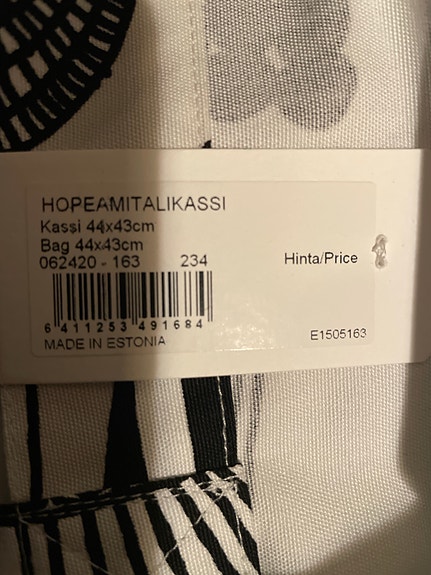 HOPEAMITALIKASSI
Kassi 44x43cm
Bag 44x43cm
062420 - 163 234
Hinta/Price
6 411253 491684
MADE IN ESTONIA
E1505163